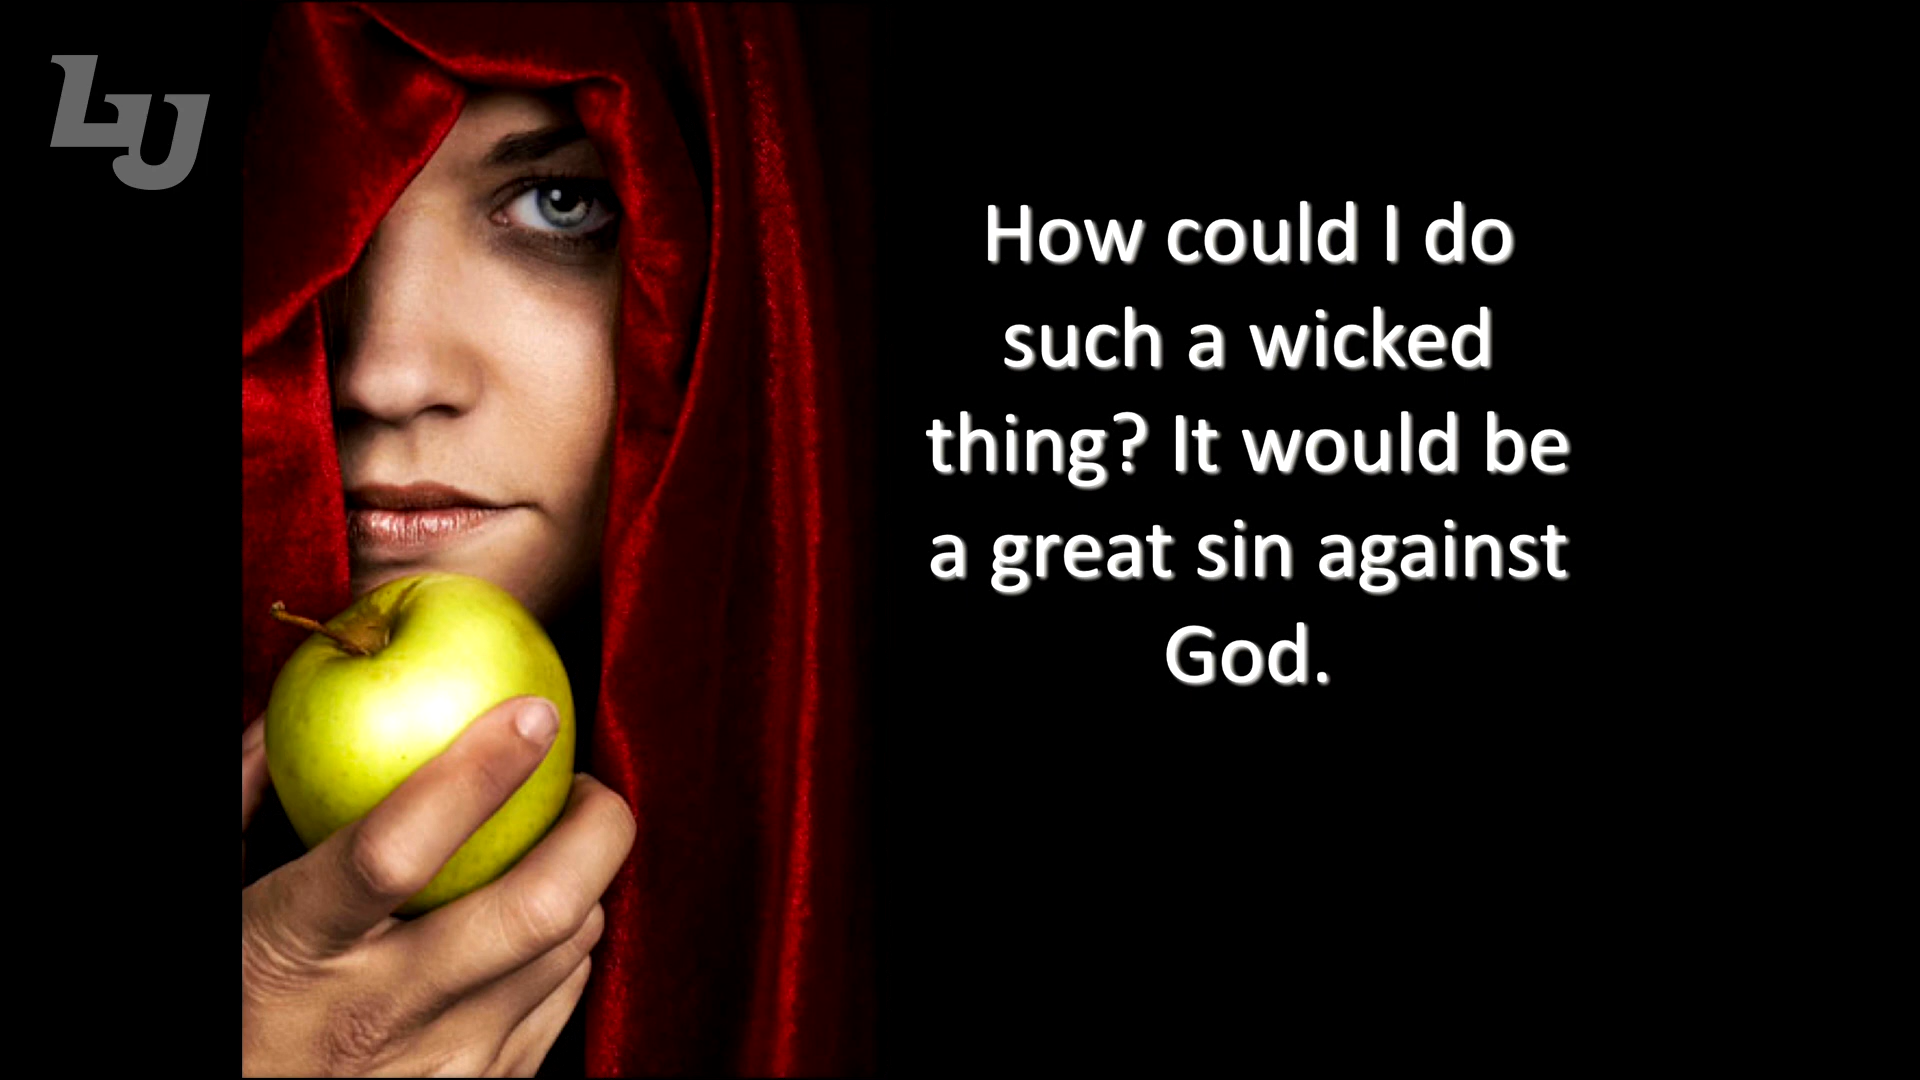 LU
How could I do
such a wicked
thing? It would be
a great sin against
God.